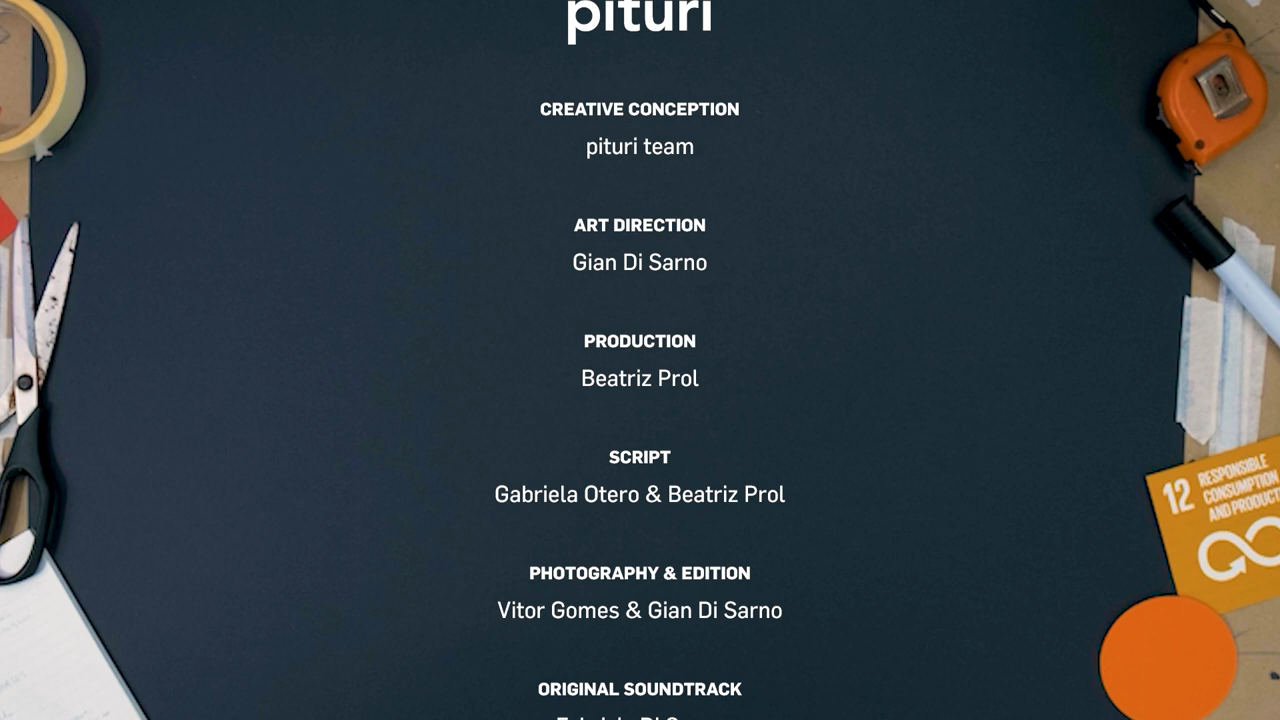 pituri
CREATIVE CONCEPTION
pituri team
ART DIRECTION
Gian Di Sarno
PRODUCTION
Beatriz Prol
SCRIPT
Gabriela Otero & Beatriz Prol
PHOTOGRAPHY & EDITION
Vitor Gomes & Gian Di Sarno
ORIGINAL SOUNDTRACK
12 RESPONSIBLE
CONSUMPTION
AND PRODUCT